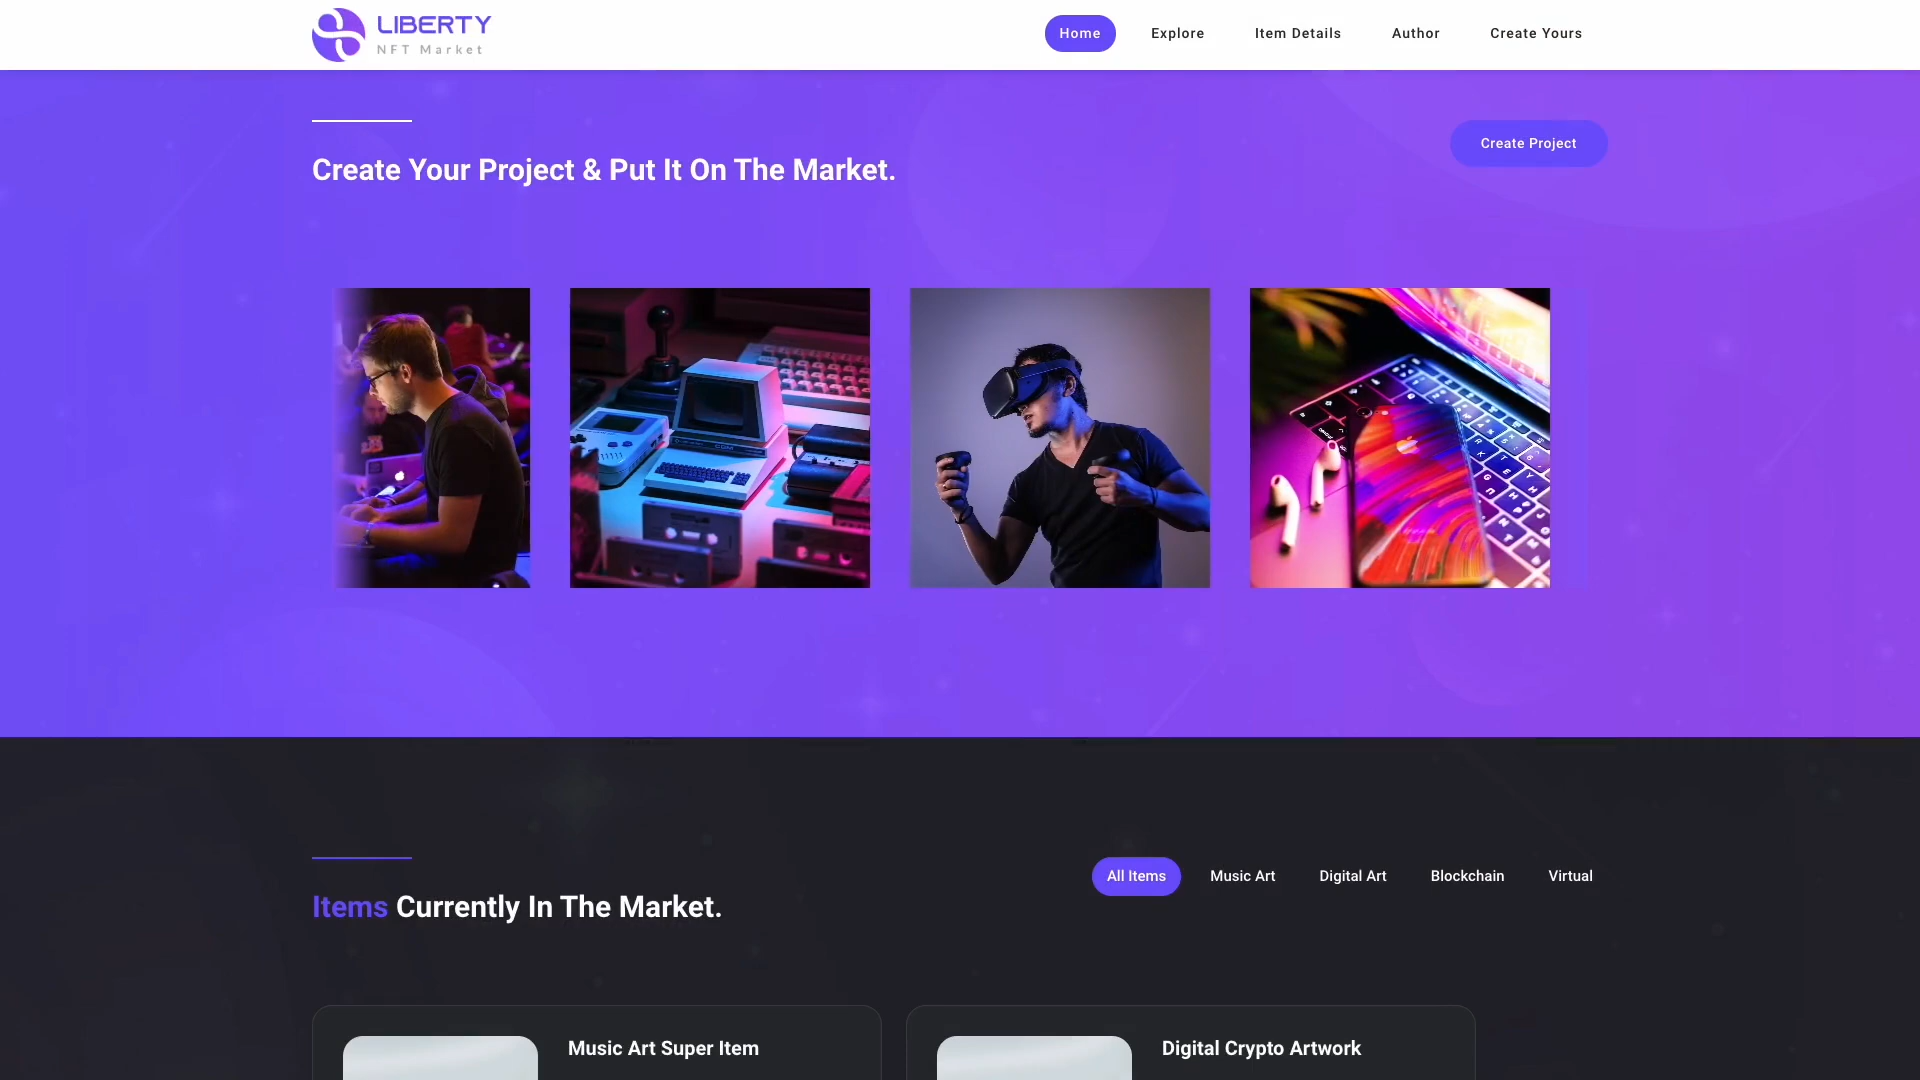 LIBERTY
NFT Market
Home
Explore
Item Details
Author
Create Yours
Create Your Project & Put It On The Market.
Create Project
Items Currently In The Market.
All Items
Music Art
Digital Art
Blockchain
Virtual
Music Art Super Item
Digital Crypto Artwork